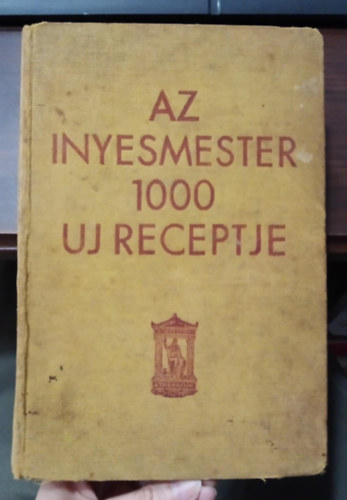 AZ
INYESMESTER
1000
UJ RECEPTJE